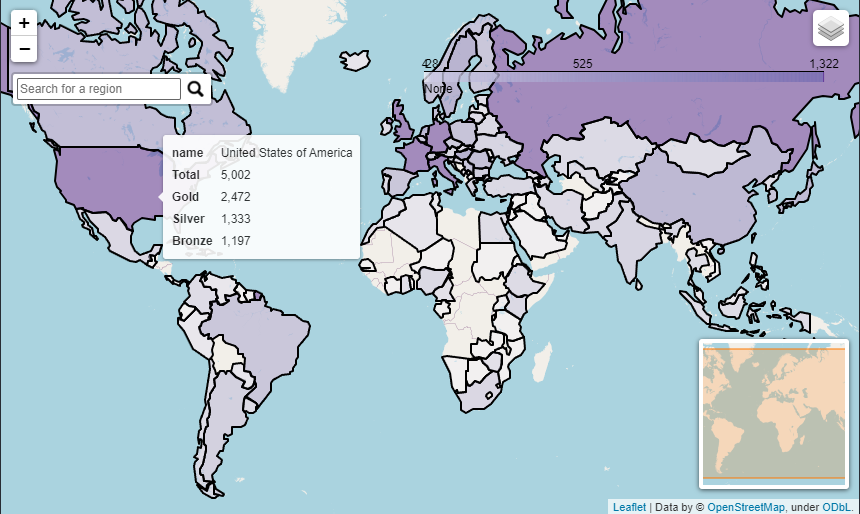 +
−
Search for a region
428 525 1,322
None
name United States of America
Total 5,002
Gold 2,472
Silver 1,333
Bronze 1,197
Leaflet | Data by © OpenStreetMap, under ODbL.